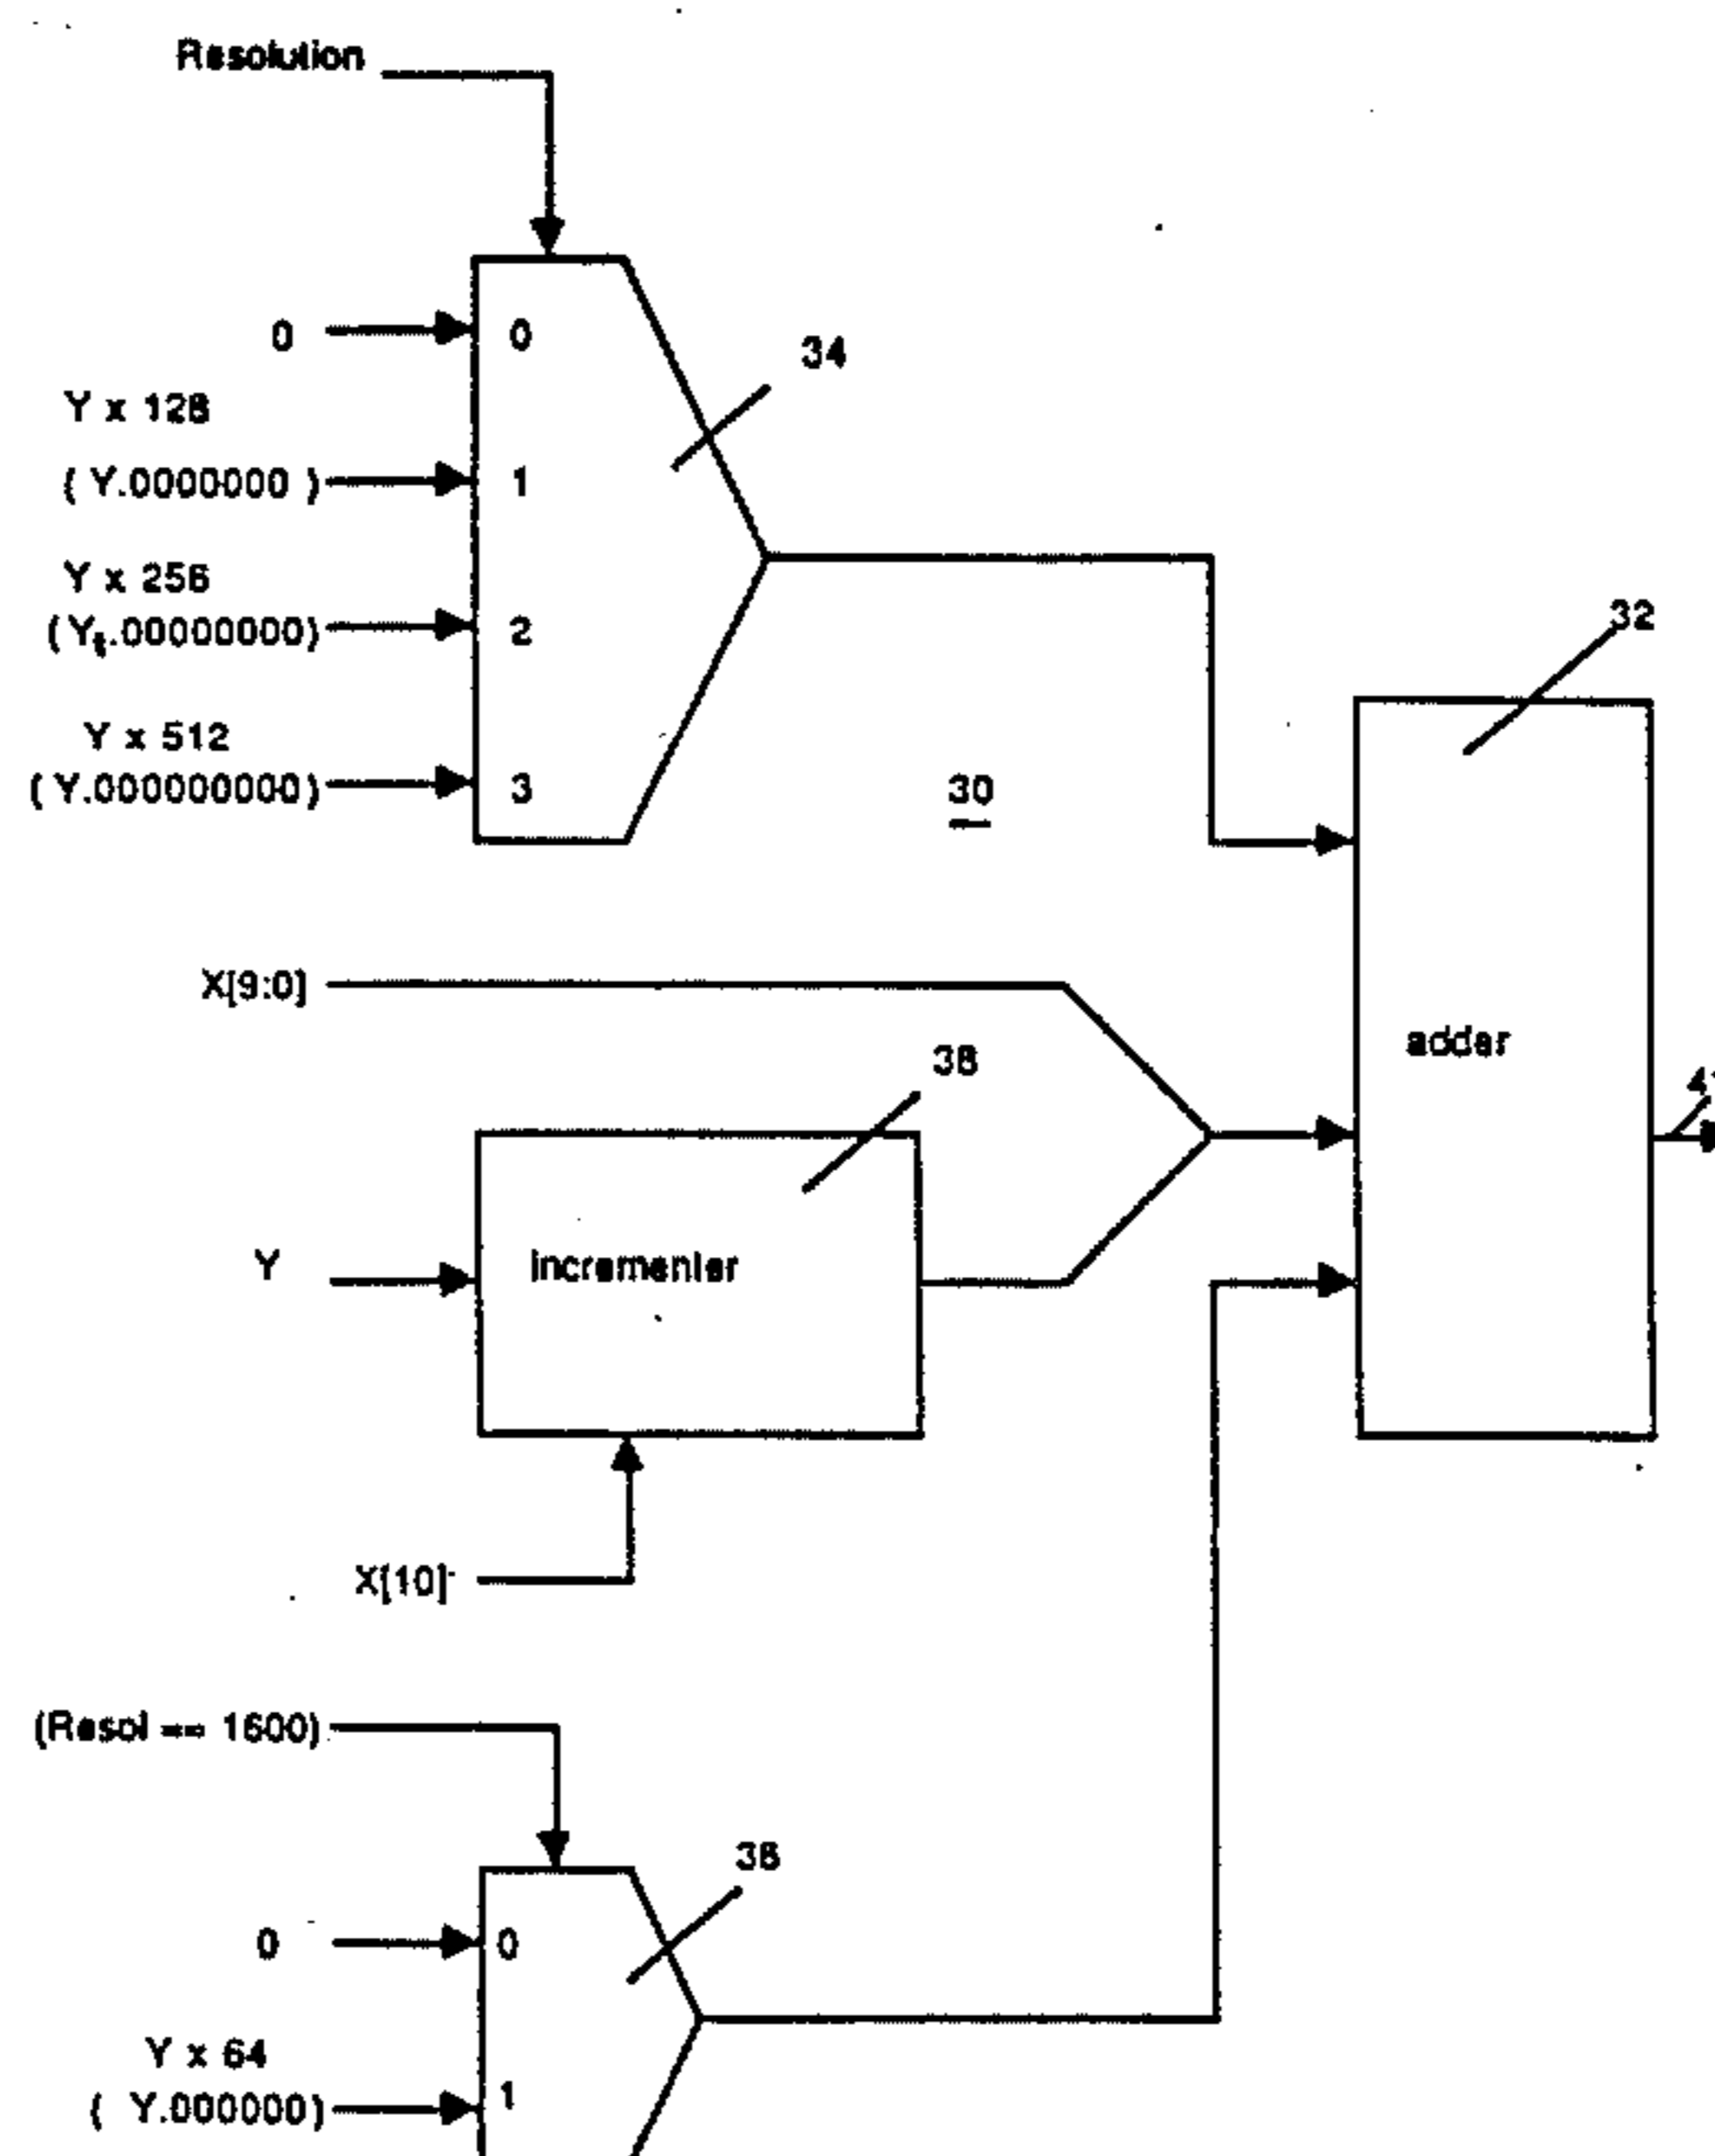 Resolution
0
0
34
Y x 128
( Y.0000000 )
1
Y x 256
2
32
Y x 512
( Y.000000000)
3
30
X[9:0]
adder
38
Y
incrementer
X[10]
(Resol == 1600)
0
0
Y x 64
( Y.000000)
1